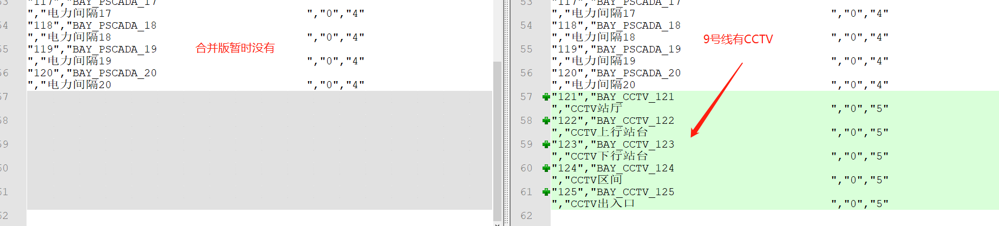 53
"117","BAY_PSCADA_17
","电力间隔17 ","0","4"
54 "118","BAY_PSCADA_18
","电力间隔18 ","0","4"
55 "119","BAY_PSCADA_19
","电力间隔19 ","0","4"
56 "120","BAY_PSCADA_20
","电力间隔20 ","0","4"
57
58
59
60
61
62
合并版暂时没有
53 "117","BAY_PSCADA_17
","电力间隔17 ","0","4"
54 "118","BAY_PSCADA_18
","电力间隔18 ","0","4"
55 "119","BAY_PSCADA_19
","电力间隔19 ","0","4"
56 "120","BAY_PSCADA_20
","电力间隔20 ","0","4"
57 "121","BAY_CCTV_121
","CCTV站厅 ","0","5"
58 "122","BAY_CCTV_122
","CCTV上行站台 ","0","5"
59 "123","BAY_CCTV_123
","CCTV下行站台 ","0","5"
60 "124","BAY_CCTV_124
","CCTV区间 ","0","5"
61 "125","BAY_CCTV_125
","CCTV出入口 ","0","5"
62
9号线有CCTV